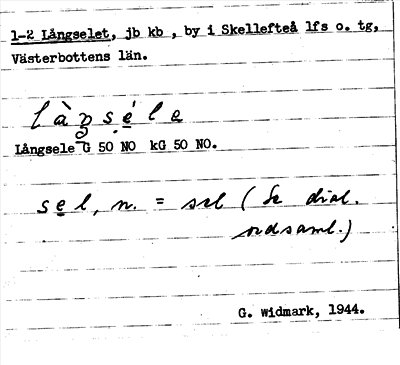 1-2 Långselet, jb kb , by i Skellefteå lfs o. tg,
Västerbottens län.
Långsele G 50 NO kG 50 NO.
sel, n. = sel ( Se dial.
ordsaml.)
G. Widmark, 1944.